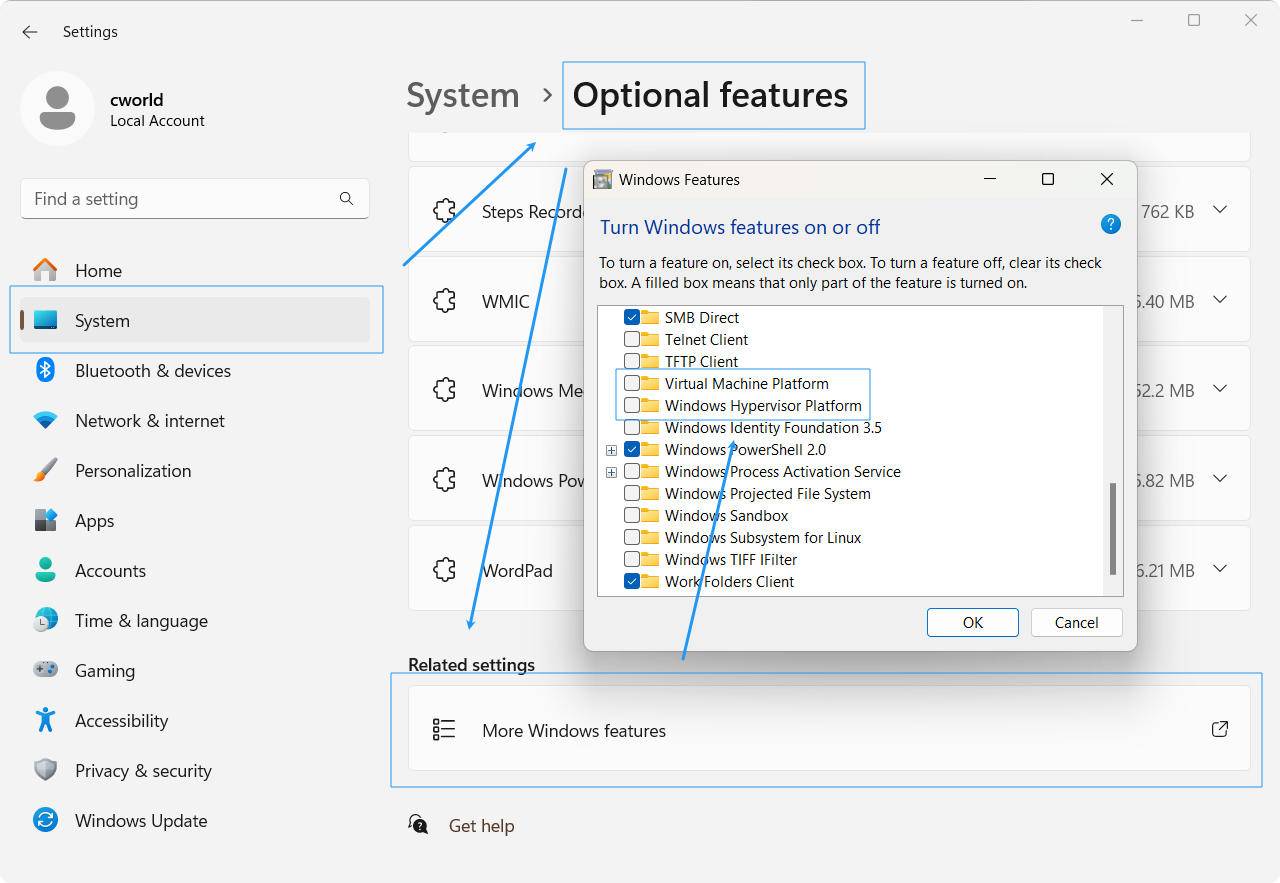 Settings
cworld
Local Account
Find a setting
Home
System
Bluetooth & devices
Network & internet
Personalization
Apps
Accounts
Time & language
Gaming
Accessibility
Privacy & security
Windows Update
System > Optional features
Steps
762 KB
WMIC
5.40 MB
Windows
52.2 MB
Windows
6.82 MB
WordPad
6.21 MB
Windows Features
Turn Windows features on or off
?
To turn a feature on, select its check box. To turn a feature off, clear its check
box. A filled box means that only part of the feature is turned on.
SMB Direct
Telnet Client
TFTP Client
Virtual Machine Platform
Windows Hypervisor Platform
Windows Identity Foundation 3.5
Windows PowerShell 2.0
Windows Process Activation Service
Windows Projected File System
Windows Sandbox
Windows Subsystem for Linux
Windows TIFF IFilter
Work Folders Client
OK
Cancel
Related settings
More Windows features
Get help